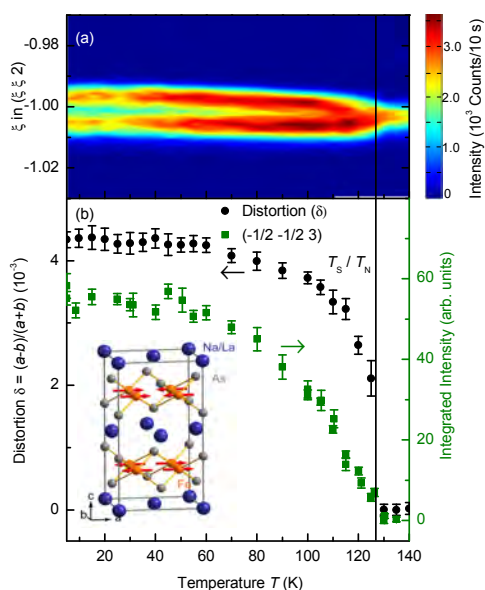 (a)
-0.98
-1.00
-1.02
ξ in (ξ ξ 2)
3.0
2.0
1.0
0.0
Intensity (10³ Counts/10 s)
(b)
Distortion (δ)
(-1/2 -1/2 3)
T_S / T_N
4
2
0
Distortion δ = (a-b)/(a+b) (10⁻³)
60
40
20
0
Integrated Intensity (arb. units)
Na/La
As
Fe
c
b
a
0
20
40
60
80
100
120
140
Temperature T (K)